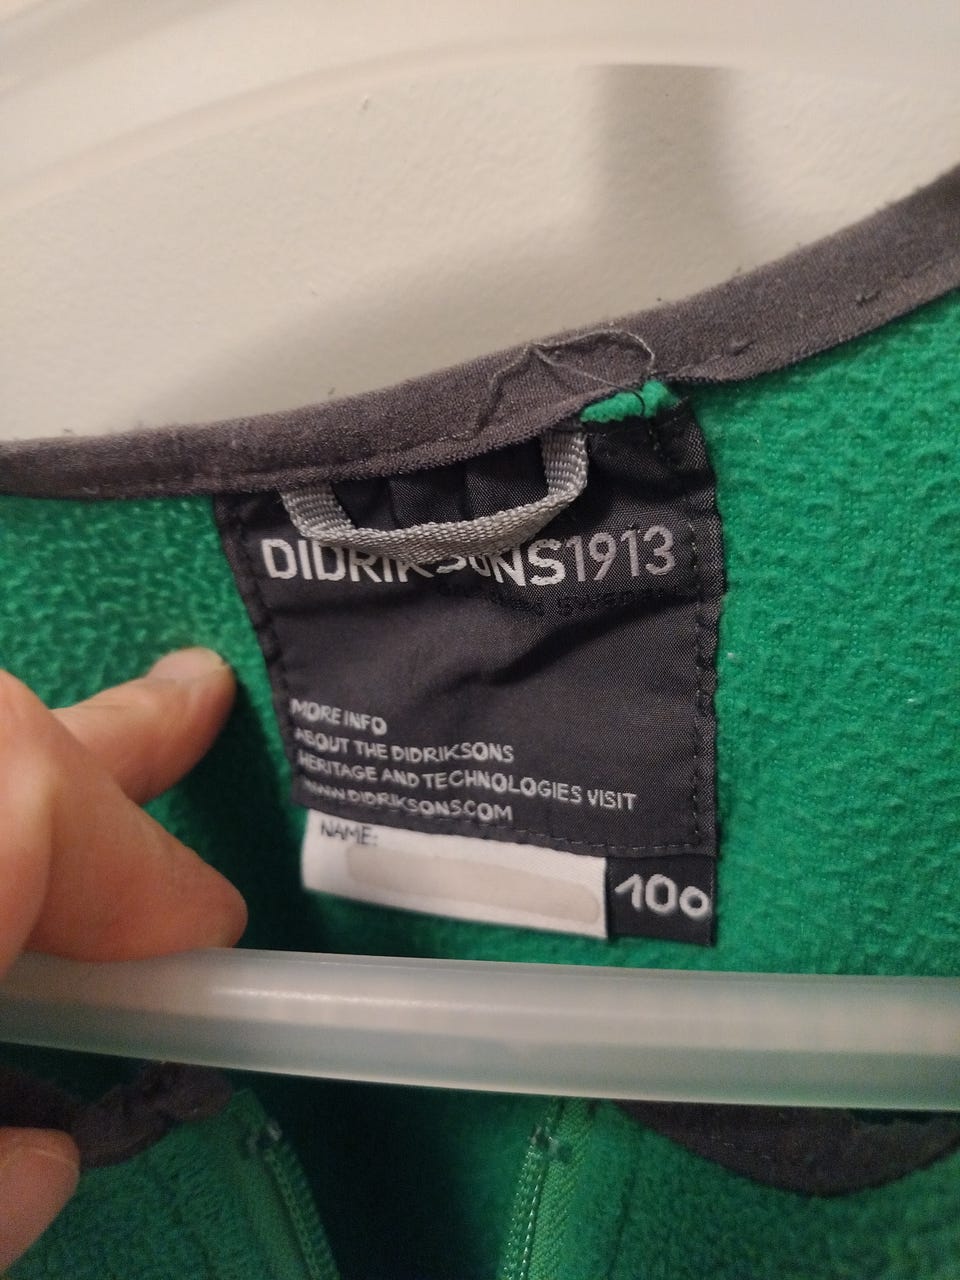 DIDRIKSONS1913
MORE INFO
ABOUT THE DIDRIKSONS
HERITAGE AND TECHNOLOGIES VISIT
WWW.DIDRIKSONS.COM
NAME:
100